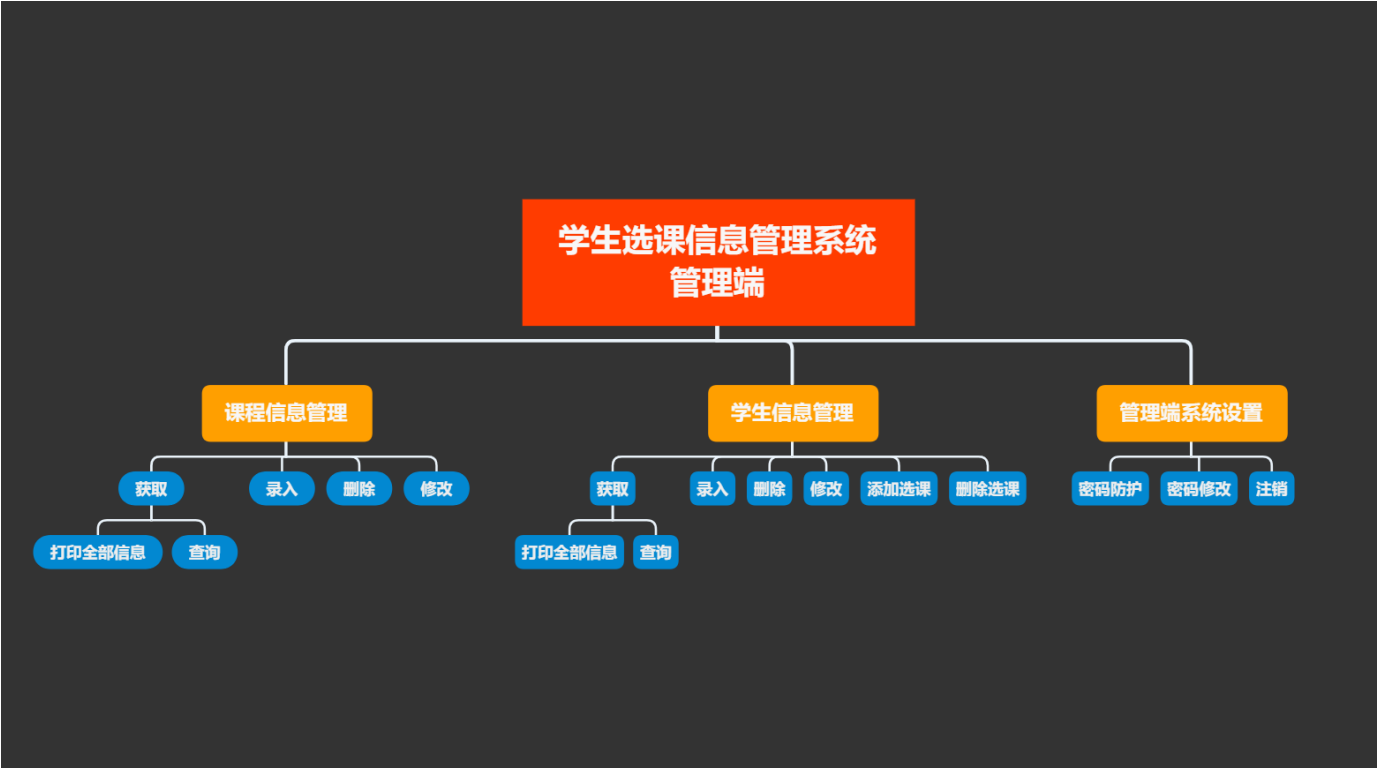 学生选课信息管理系统
管理端
课程信息管理
学生信息管理
管理端系统设置
获取
录入
删除
修改
获取
录入
删除
修改
添加选课
删除选课
密码防护
密码修改
注销
打印全部信息
查询
打印全部信息
查询